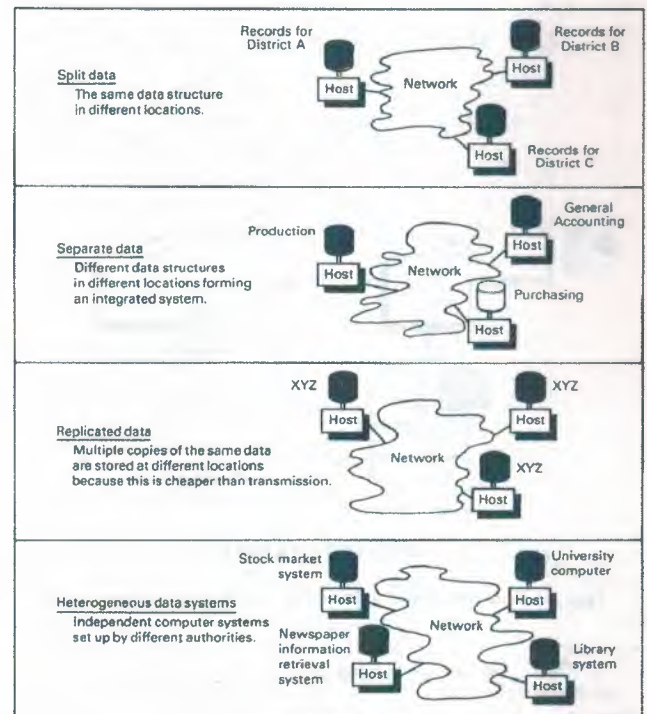 Split data
The same data structure
in different locations.
Records for
District A
Host
Network
Records for
District B
Host
Host
Records for
District C
Separate data
Different data structures
in different locations forming
an integrated system.
Production
Host
Network
General
Accounting
Host
Purchasing
Host
Replicated data
Multiple copies of the same data
are stored at different locations
because this is cheaper than transmission.
XYZ
Host
Network
XYZ
Host
XYZ
Host
Heterogeneous data systems
Independent computer systems
set up by different authorities.
Stock market
system
Host
Newspaper
information
retrieval
system
Host
Network
University
computer
Host
Library
system
Host